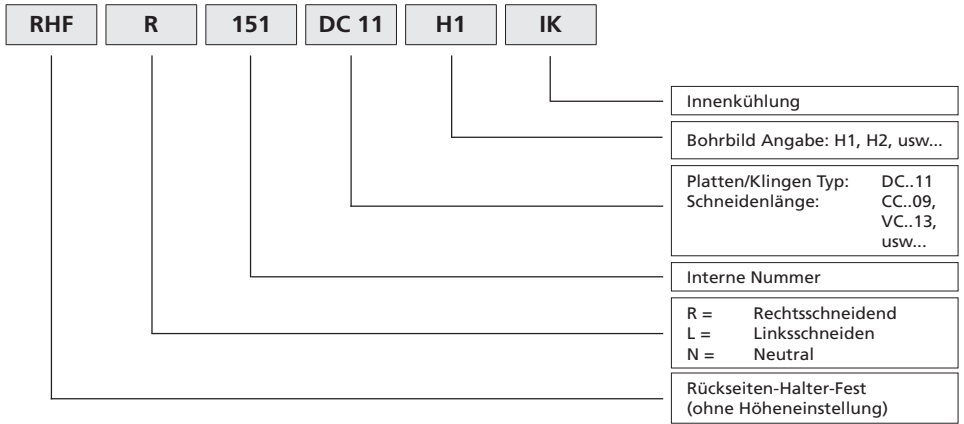 RHF R 151 DC 11 H1 IK
Innenkühlung
Bohrbild Angabe: H1, H2, usw...
Platten/Klingen Typ: DC..11
Schneidenlänge: CC..09,
VC..13,
usw...
Interne Nummer
R = Rechtsschneidend
L = Linksschneiden
N = Neutral
Rückseiten-Halter-Fest
(ohne Höheneinstellung)